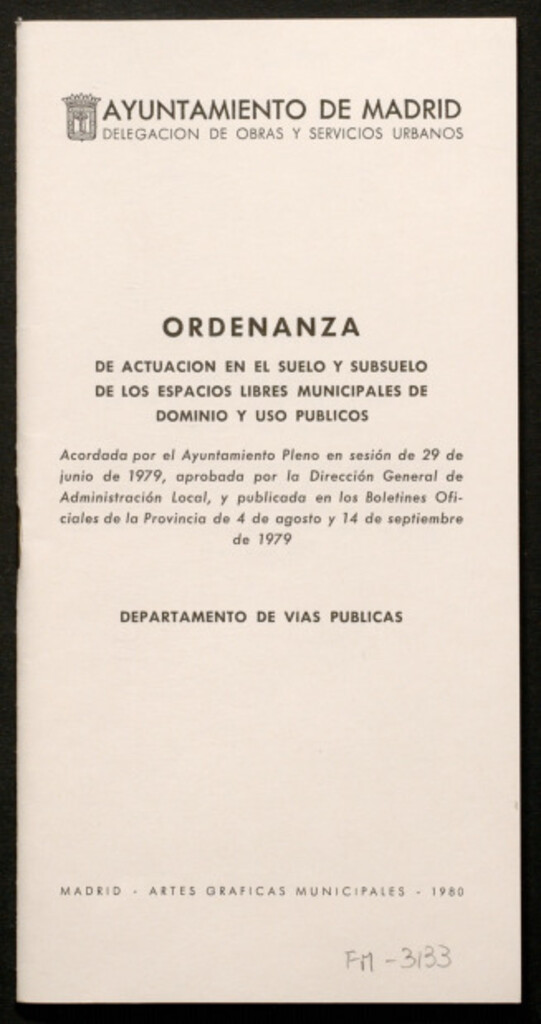 AYUNTAMIENTO DE MADRID
DELEGACION DE OBRAS Y SERVICIOS URBANOS
ORDENANZA
DE ACTUACION EN EL SUELO Y SUBSUELO
DE LOS ESPACIOS LIBRES MUNICIPALES DE
DOMINIO Y USO PUBLICOS
Acordada por el Ayuntamiento Pleno en sesión de 29 de
junio de 1979, aprobada por la Dirección General de
Administración Local, y publicada en los Boletines Ofi-
ciales de la Provincia de 4 de agosto y 14 de septiembre
de 1979
DEPARTAMENTO DE VIAS PUBLICAS
MADRID - ARTES GRAFICAS MUNICIPALES - 1980
FM - 3133